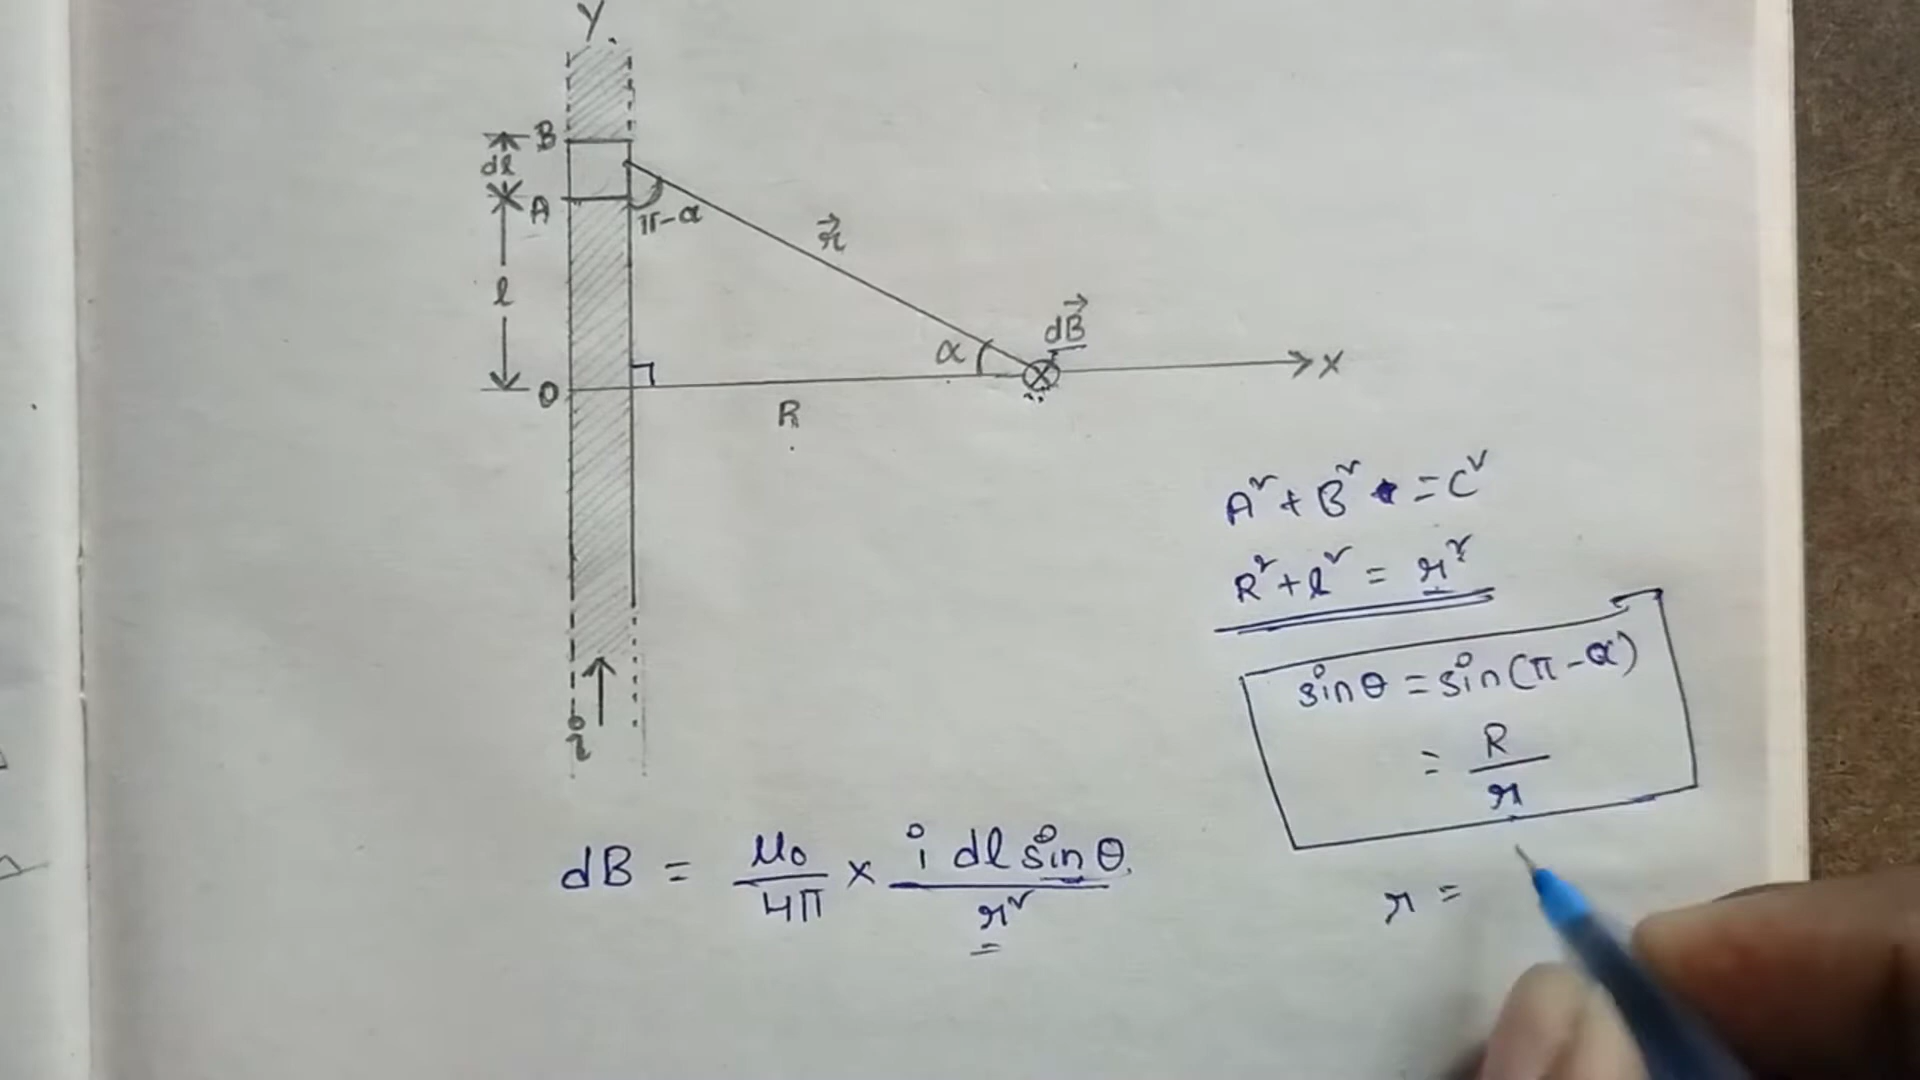 Y
B
dl
A
π-α
r⃗
l
α
dB⃗
X
O
R
A² + B² = C²
R² + l² = r²
sinθ = sin(π-α)
= R/r
i
dB = μ₀/4π × i dl sinθ/r²
r =